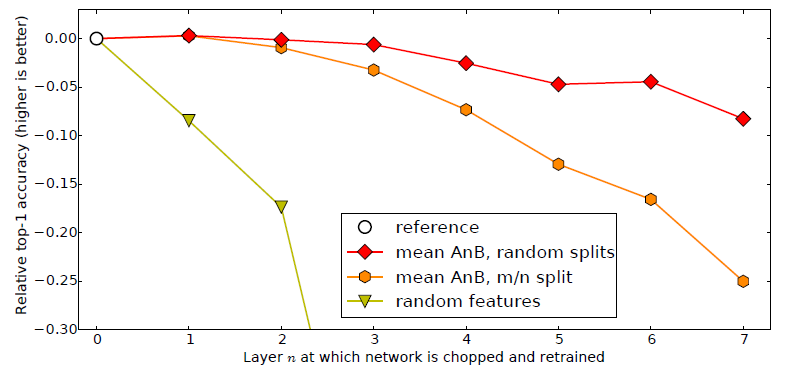 Relative top-1 accuracy (higher is better)
0.00
−0.05
−0.10
−0.15
−0.20
−0.25
−0.30
reference
mean AnB, random splits
mean AnB, m/n split
random features
0 1 2 3 4 5 6 7
Layer n at which network is chopped and retrained